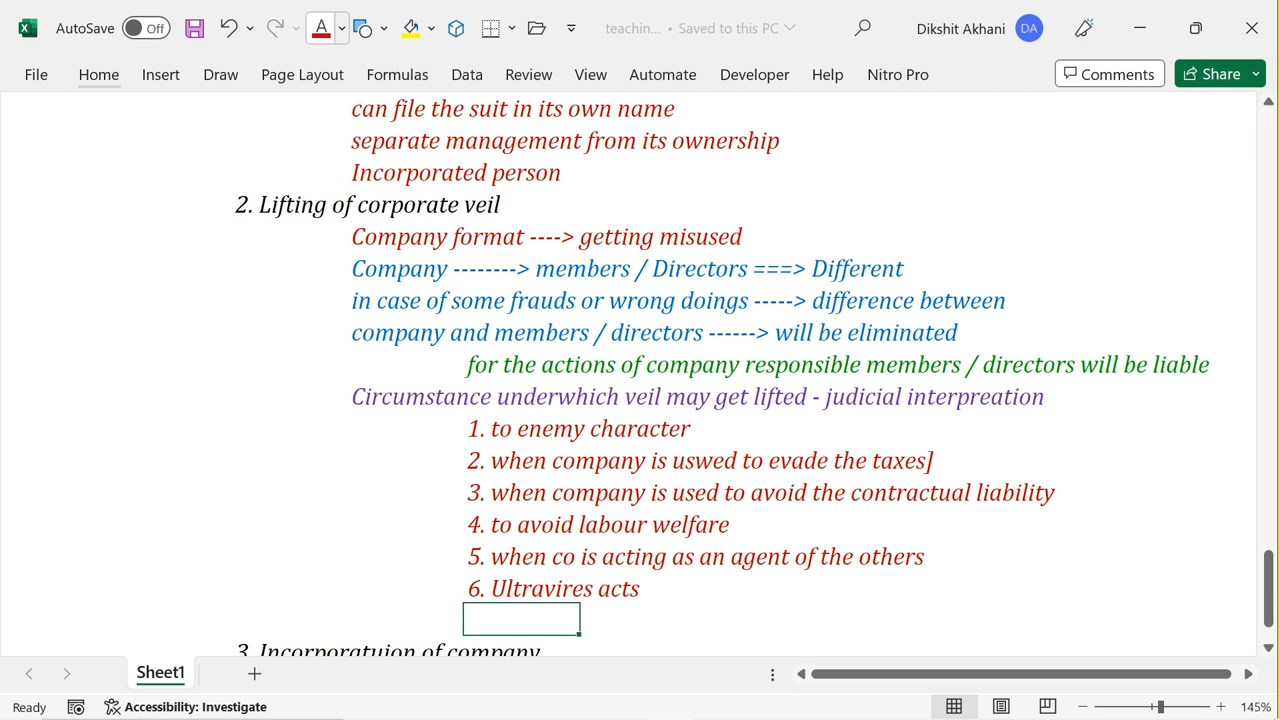 AutoSave Off teachin... • Saved to this PC Dikshit Akhani DA
File Home Insert Draw Page Layout Formulas Data Review View Automate Developer Help Nitro Pro Comments Share
can file the suit in its own name
separate management from its ownership
Incorporated person
2. Lifting of corporate veil
Company format ----> getting misused
Company --------> members / Directors ===> Different
in case of some frauds or wrong doings -----> difference between
company and members / directors ------> will be eliminated
for the actions of company responsible members / directors will be liable
Circumstance underwhich veil may get lifted - judicial interpreation
1. to enemy character
2. when company is uswed to evade the taxes]
3. when company is used to avoid the contractual liability
4. to avoid labour welfare
5. when co is acting as an agent of the others
6. Ultravires acts
3. Incorporatuion of company
Sheet1
Ready Accessibility: Investigate 145%